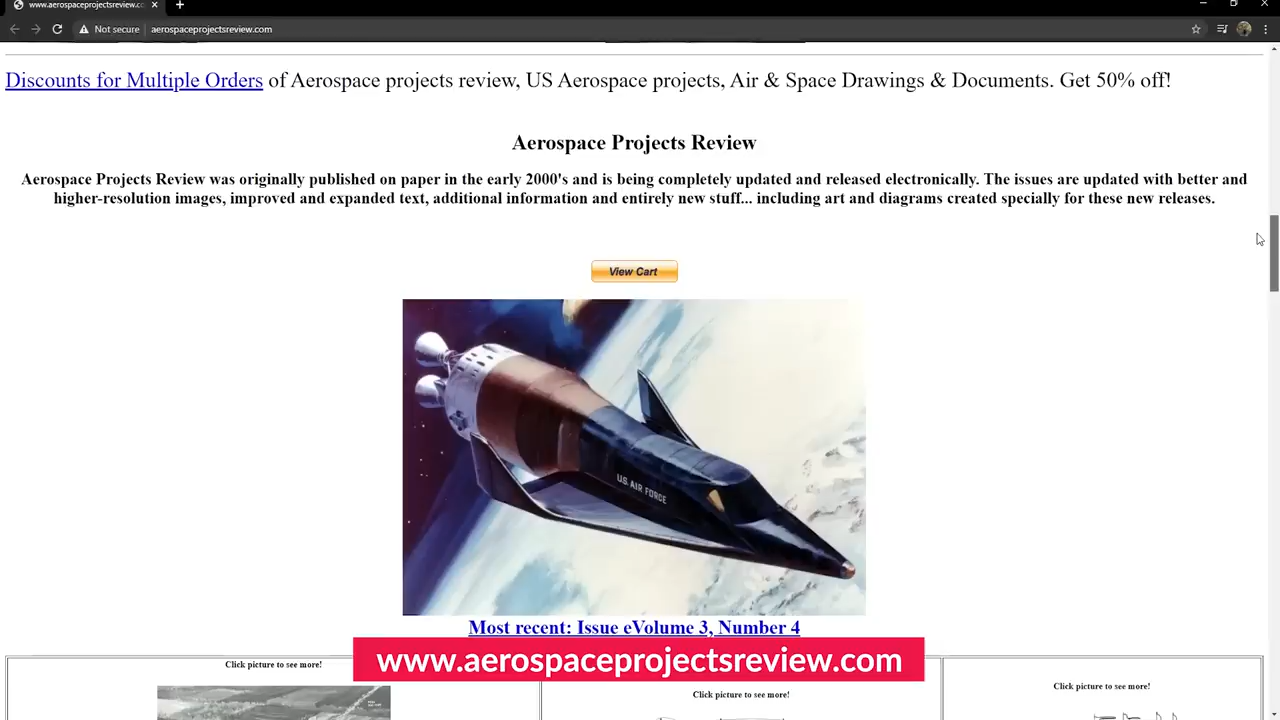 www.aerospaceprojectsreview.com
Not secure
aerospaceprojectsreview.com
Discounts for Multiple Orders of Aerospace projects review, US Aerospace projects, Air & Space Drawings & Documents. Get 50% off!
Aerospace Projects Review
Aerospace Projects Review was originally published on paper in the early 2000's and is being completely updated and released electronically. The issues are updated with better and
higher-resolution images, improved and expanded text, additional information and entirely new stuff... including art and diagrams created specially for these new releases.
View Cart
U.S. AIR FORCE
Most recent: Issue eVolume 3, Number 4
www.aerospaceprojectsreview.com
Click picture to see more!
Click picture to see more!
Click picture to see more!